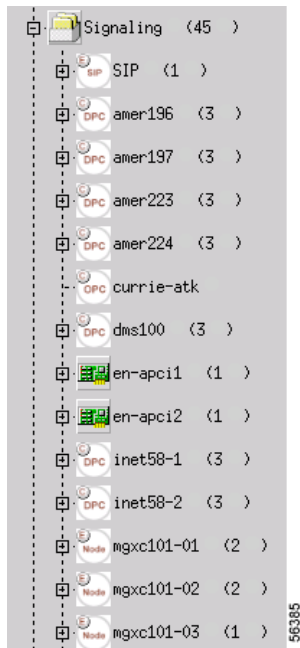 Signaling (45 )
SIP SIP (1 )
DPC amer196 (3 )
DPC amer197 (3 )
DPC amer223 (3 )
DPC amer224 (3 )
OPC currie-atk
DPC dms100 (3 )
en-apci1 (1 )
en-apci2 (1 )
DPC inet58-1 (3 )
DPC inet58-2 (3 )
Node mgxc101-01 (2 )
Node mgxc101-02 (2 )
Node mgxc101-03 (1 )
56385